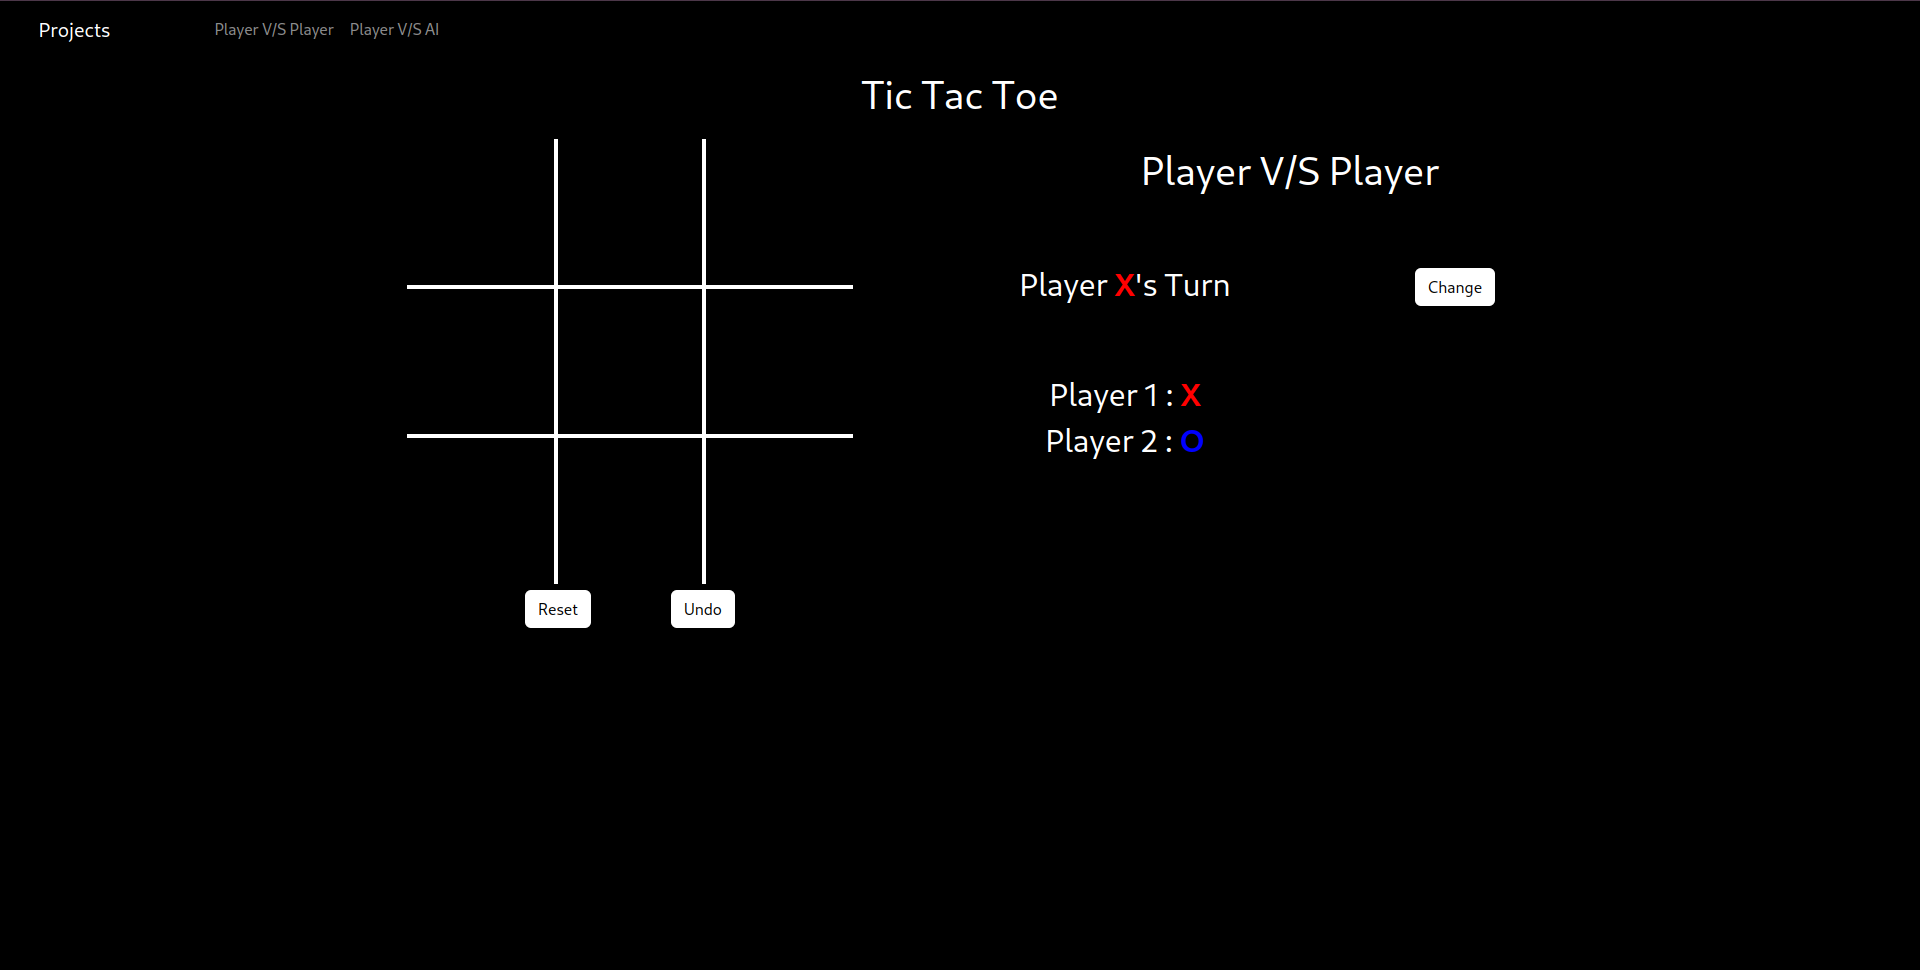 Projects Player V/S Player Player V/S AI
Tic Tac Toe
Player V/S Player
Player X's Turn
Change
Player 1 : X
Player 2 : O
Reset Undo